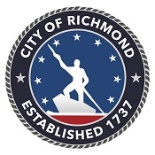 CITY OF RICHMOND
ESTABLISHED 1737